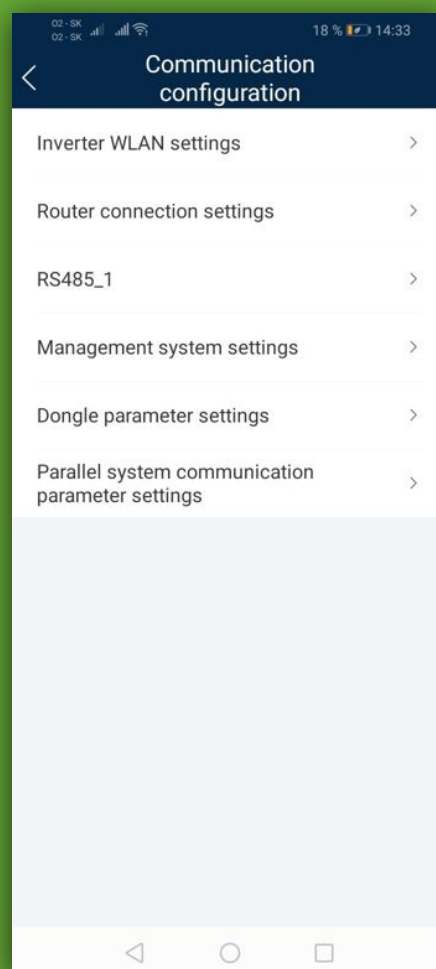 O2 - SK
O2 - SK
18 % 14:33
Communication
configuration
Inverter WLAN settings
Router connection settings
RS485_1
Management system settings
Dongle parameter settings
Parallel system communication
parameter settings